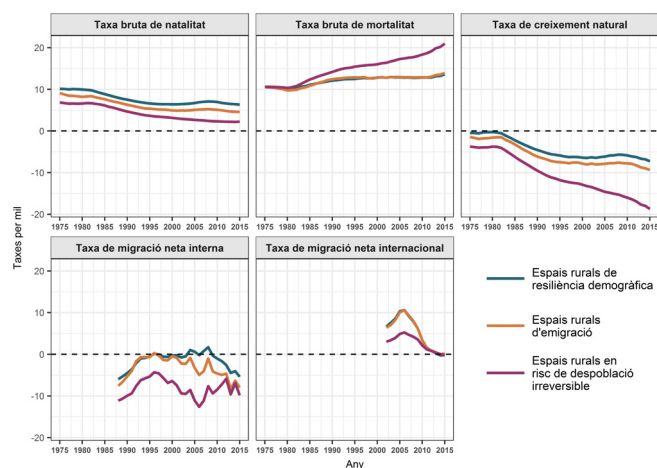 Taxa bruta de natalitat
Taxa bruta de mortalitat
Taxa de creixement natural
Taxes per mil
20
10
0
-10
-20
1975 1980 1985 1990 1995 2000 2005 2010 2015
1975 1980 1985 1990 1995 2000 2005 2010 2015
1975 1980 1985 1990 1995 2000 2005 2010 2015
Taxa de migració neta interna
Taxa de migració neta internacional
20
10
0
-10
-20
1975 1980 1985 1990 1995 2000 2005 2010 2015
1975 1980 1985 1990 1995 2000 2005 2010 2015
Any
Espais rurals de
resiliència demogràfica
Espais rurals
d'emigració
Espais rurals en
risc de despoblació
irreversible